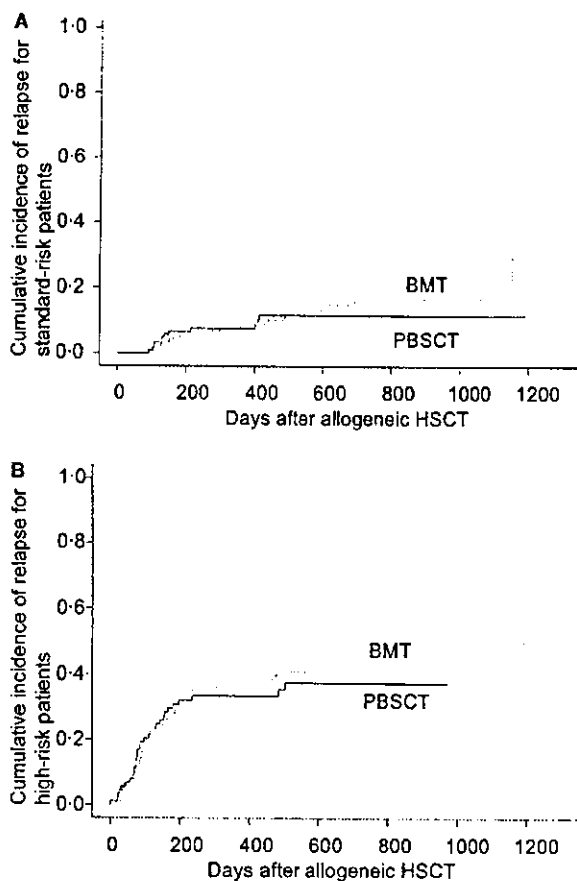 A
Cumulative incidence of relapse for
standard-risk patients
1·0
0·8
0·6
0·4
0·2
0·0
BMT
PBSCT
0 200 400 600 800 1000 1200
Days after allogeneic HSCT
B
Cumulative incidence of relapse for
high-risk patients
1·0
0·8
0·6
0·4
0·2
0·0
BMT
PBSCT
0 200 400 600 800 1000 1200
Days after allogeneic HSCT